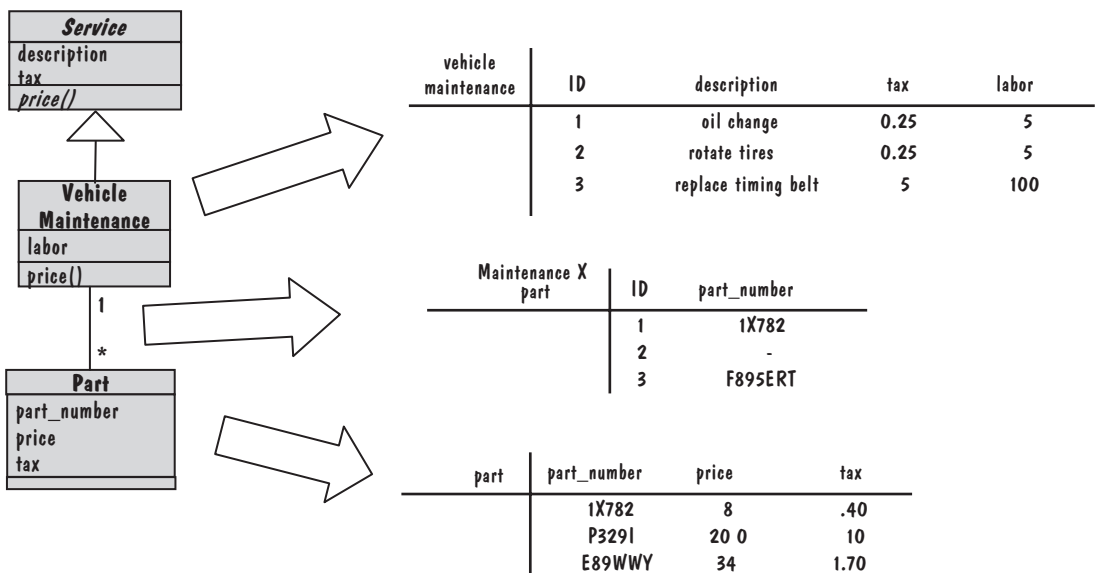 Service
description
tax
price()
Vehicle
Maintenance
labor
price()
1
*
Part
part_number
price
tax
vehicle
maintenance
ID description tax labor
1 oil change 0.25 5
2 rotate tires 0.25 5
3 replace timing belt 5 100
Maintenance X
part
ID part_number
1 1X782
2 -
3 F895ERT
part part_number price tax
1X782 8 .40
P329I 20 0 10
E89WWY 34 1.70